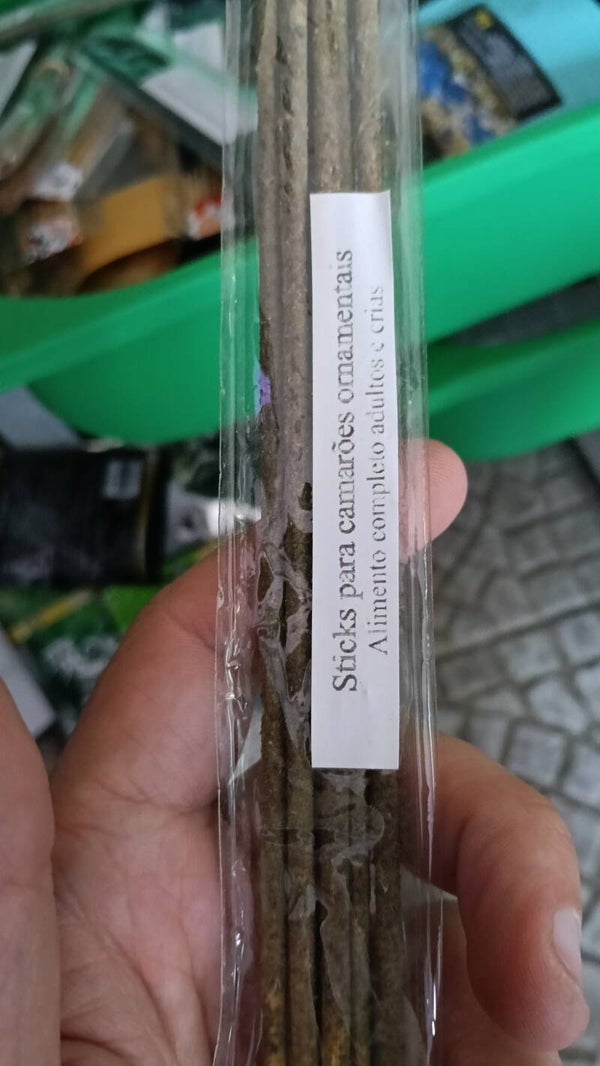 Sticks para camarões ornamentais
Alimento completo adultos e crias